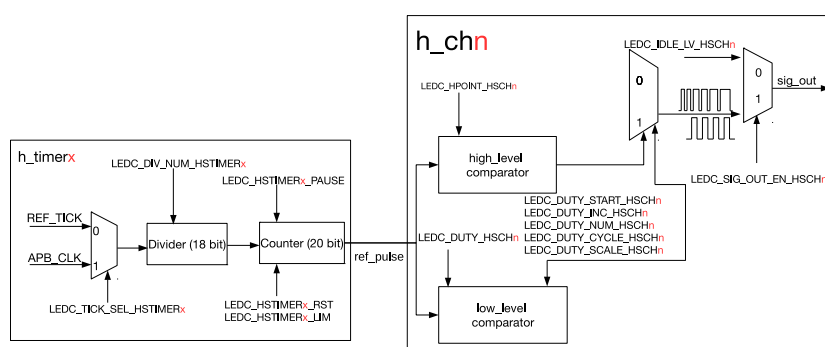 h_chn
LEDC_IDLE_LV_HSCHn
0
1
sig_out
0
1
LEDC_HPOINT_HSCHn
high_level
comparator
LEDC_SIG_OUT_EN_HSCHn
h_timerx
LEDC_DIV_NUM_HSTIMERx
LEDC_HSTIMERx_PAUSE
REF_TICK
APB_CLK
0
1
Divider (18 bit)
Counter (20 bit)
ref_pulse
LEDC_TICK_SEL_HSTIMERx
LEDC_HSTIMERx_RST
LEDC_HSTIMERx_LIM
LEDC_DUTY_HSCHn
LEDC_DUTY_START_HSCHn
LEDC_DUTY_INC_HSCHn
LEDC_DUTY_NUM_HSCHn
LEDC_DUTY_CYCLE_HSCHn
LEDC_DUTY_SCALE_HSCHn
low_level
comparator